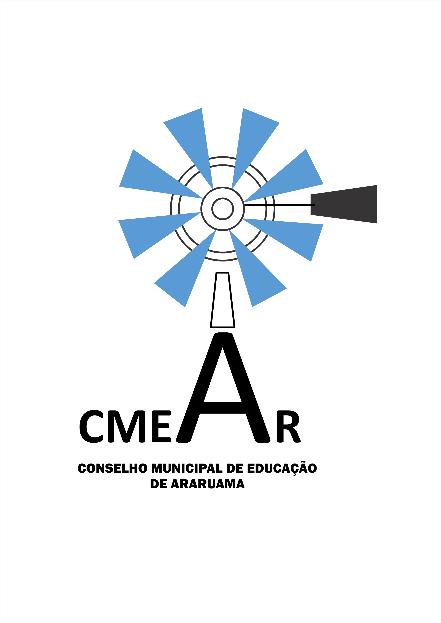 CMEAR
CONSELHO MUNICIPAL DE EDUCAÇÃO
DE ARARUAMA